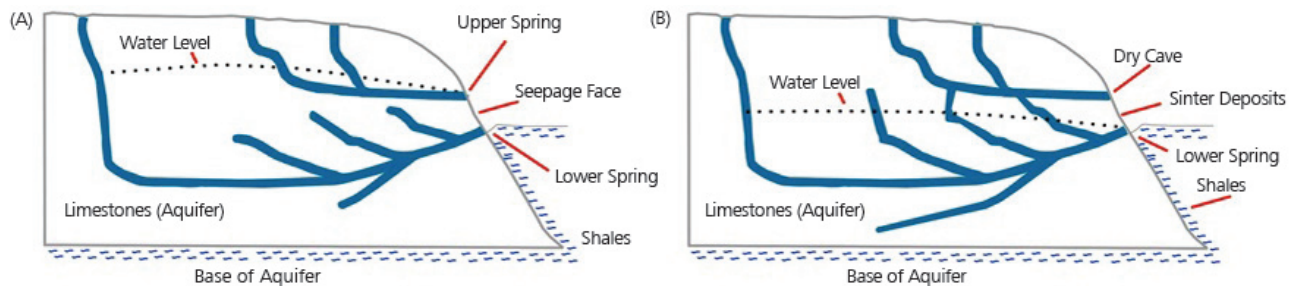 (A)
Upper Spring
Water Level
Seepage Face
Lower Spring
Limestones (Aquifer)
Shales
Base of Aquifer
(B)
Dry Cave
Water Level
Sinter Deposits
Lower Spring
Shales
Limestones (Aquifer)
Base of Aquifer